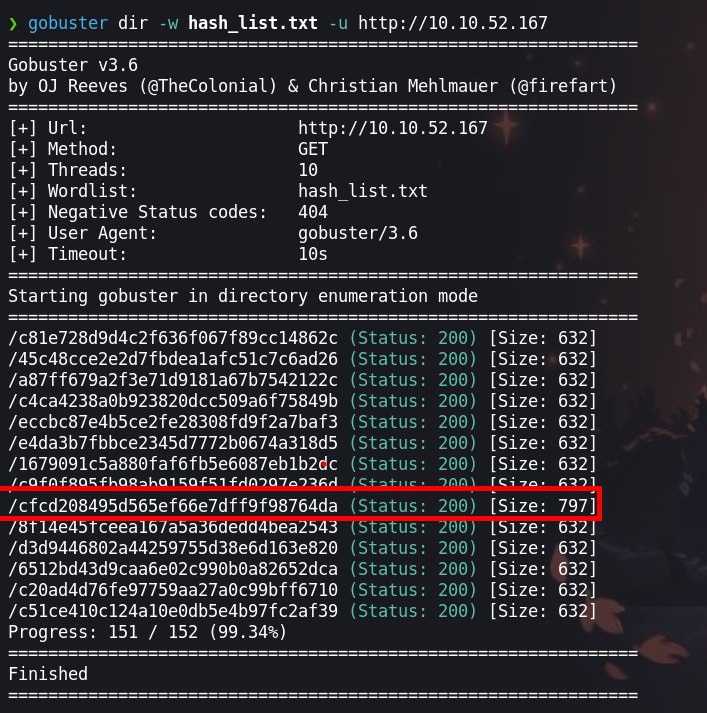 ❯ gobuster dir -w hash_list.txt -u http://10.10.52.167
===============================================================
Gobuster v3.6
by OJ Reeves (@TheColonial) & Christian Mehlmauer (@firefart)
===============================================================
[+] Url:                     http://10.10.52.167
[+] Method:                  GET
[+] Threads:                 10
[+] Wordlist:                hash_list.txt
[+] Negative Status codes:   404
[+] User Agent:              gobuster/3.6
[+] Timeout:                 10s
===============================================================
Starting gobuster in directory enumeration mode
===============================================================
/c81e728d9d4c2f636f067f89cc14862c (Status: 200) [Size: 632]
/45c48cce2e2d7fbdea1afc51c7c6ad26 (Status: 200) [Size: 632]
/a87ff679a2f3e71d9181a67b7542122c (Status: 200) [Size: 632]
/c4ca4238a0b923820dcc509a6f75849b (Status: 200) [Size: 632]
/eccbc87e4b5ce2fe28308fd9f2a7baf3 (Status: 200) [Size: 632]
/e4da3b7fbbce2345d7772b0674a318d5 (Status: 200) [Size: 632]
/1679091c5a880faf6fb5e6087eb1b2dc (Status: 200) [Size: 632]
/c9f0f895fb98ab9159f51fd0297e236d (Status: 200) [Size: 632]
/cfcd208495d565ef66e7dff9f98764da (Status: 200) [Size: 797]
/8f14e45fceea167a5a36dedd4bea2543 (Status: 200) [Size: 632]
/d3d9446802a44259755d38e6d163e820 (Status: 200) [Size: 632]
/6512bd43d9caa6e02c990b0a82652dca (Status: 200) [Size: 632]
/c20ad4d76fe97759aa27a0c99bff6710 (Status: 200) [Size: 632]
/c51ce410c124a10e0db5e4b97fc2af39 (Status: 200) [Size: 632]
Progress: 151 / 152 (99.34%)
===============================================================
Finished
===============================================================